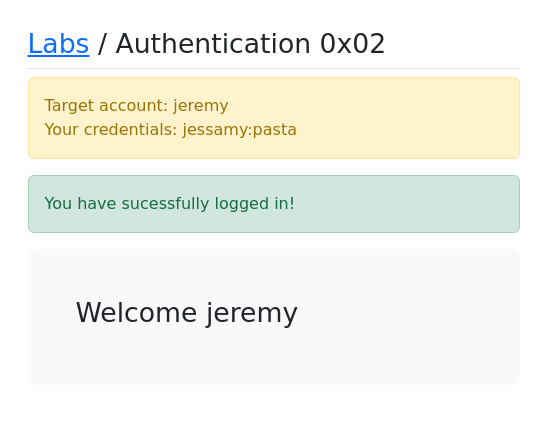 Labs / Authentication 0x02
Target account: jeremy
Your credentials: jessamy:pasta
You have sucessfully logged in!
Welcome jeremy